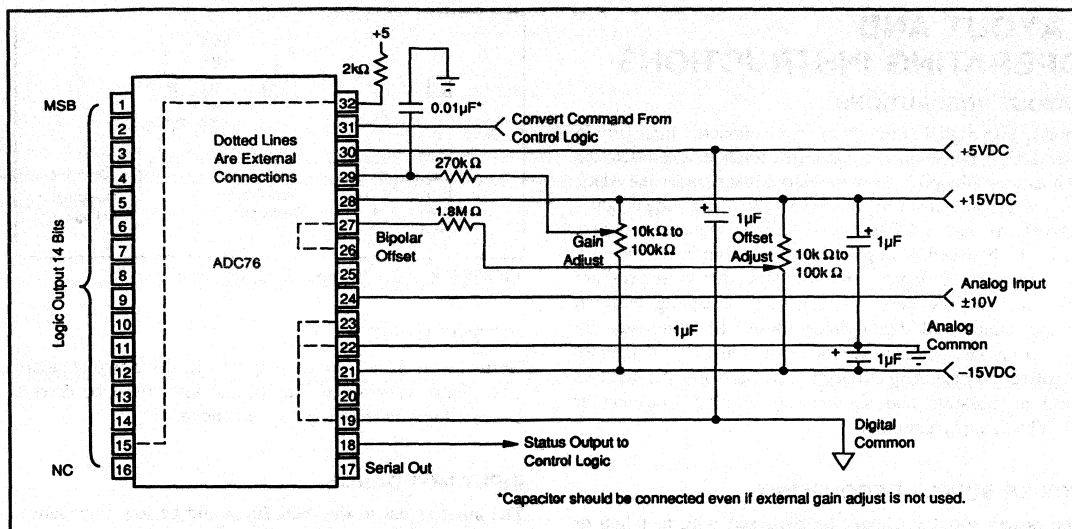 +5
2kΩ
0.01µF*
MSB
1
2
3
4
5
6
7
8
9
10
11
12
13
14
15
16
NC
Logic Output 14 Bits
Dotted Lines
Are External
Connections
ADC76
32
31
30
29
28
27
26
25
24
23
22
21
20
19
18
17
Convert Command From
Control Logic
+5VDC
270kΩ
+15VDC
1.8MΩ
Bipolar
Offset
Gain
Adjust
10kΩ to
100kΩ
+
1µF
Offset
Adjust
10kΩ to
100kΩ
+
1µF
Analog Input
±10V
1µF
Analog
Common
+
1µF
–15VDC
Digital
Common
Status Output to
Control Logic
Serial Out
*Capacitor should be connected even if external gain adjust is not used.